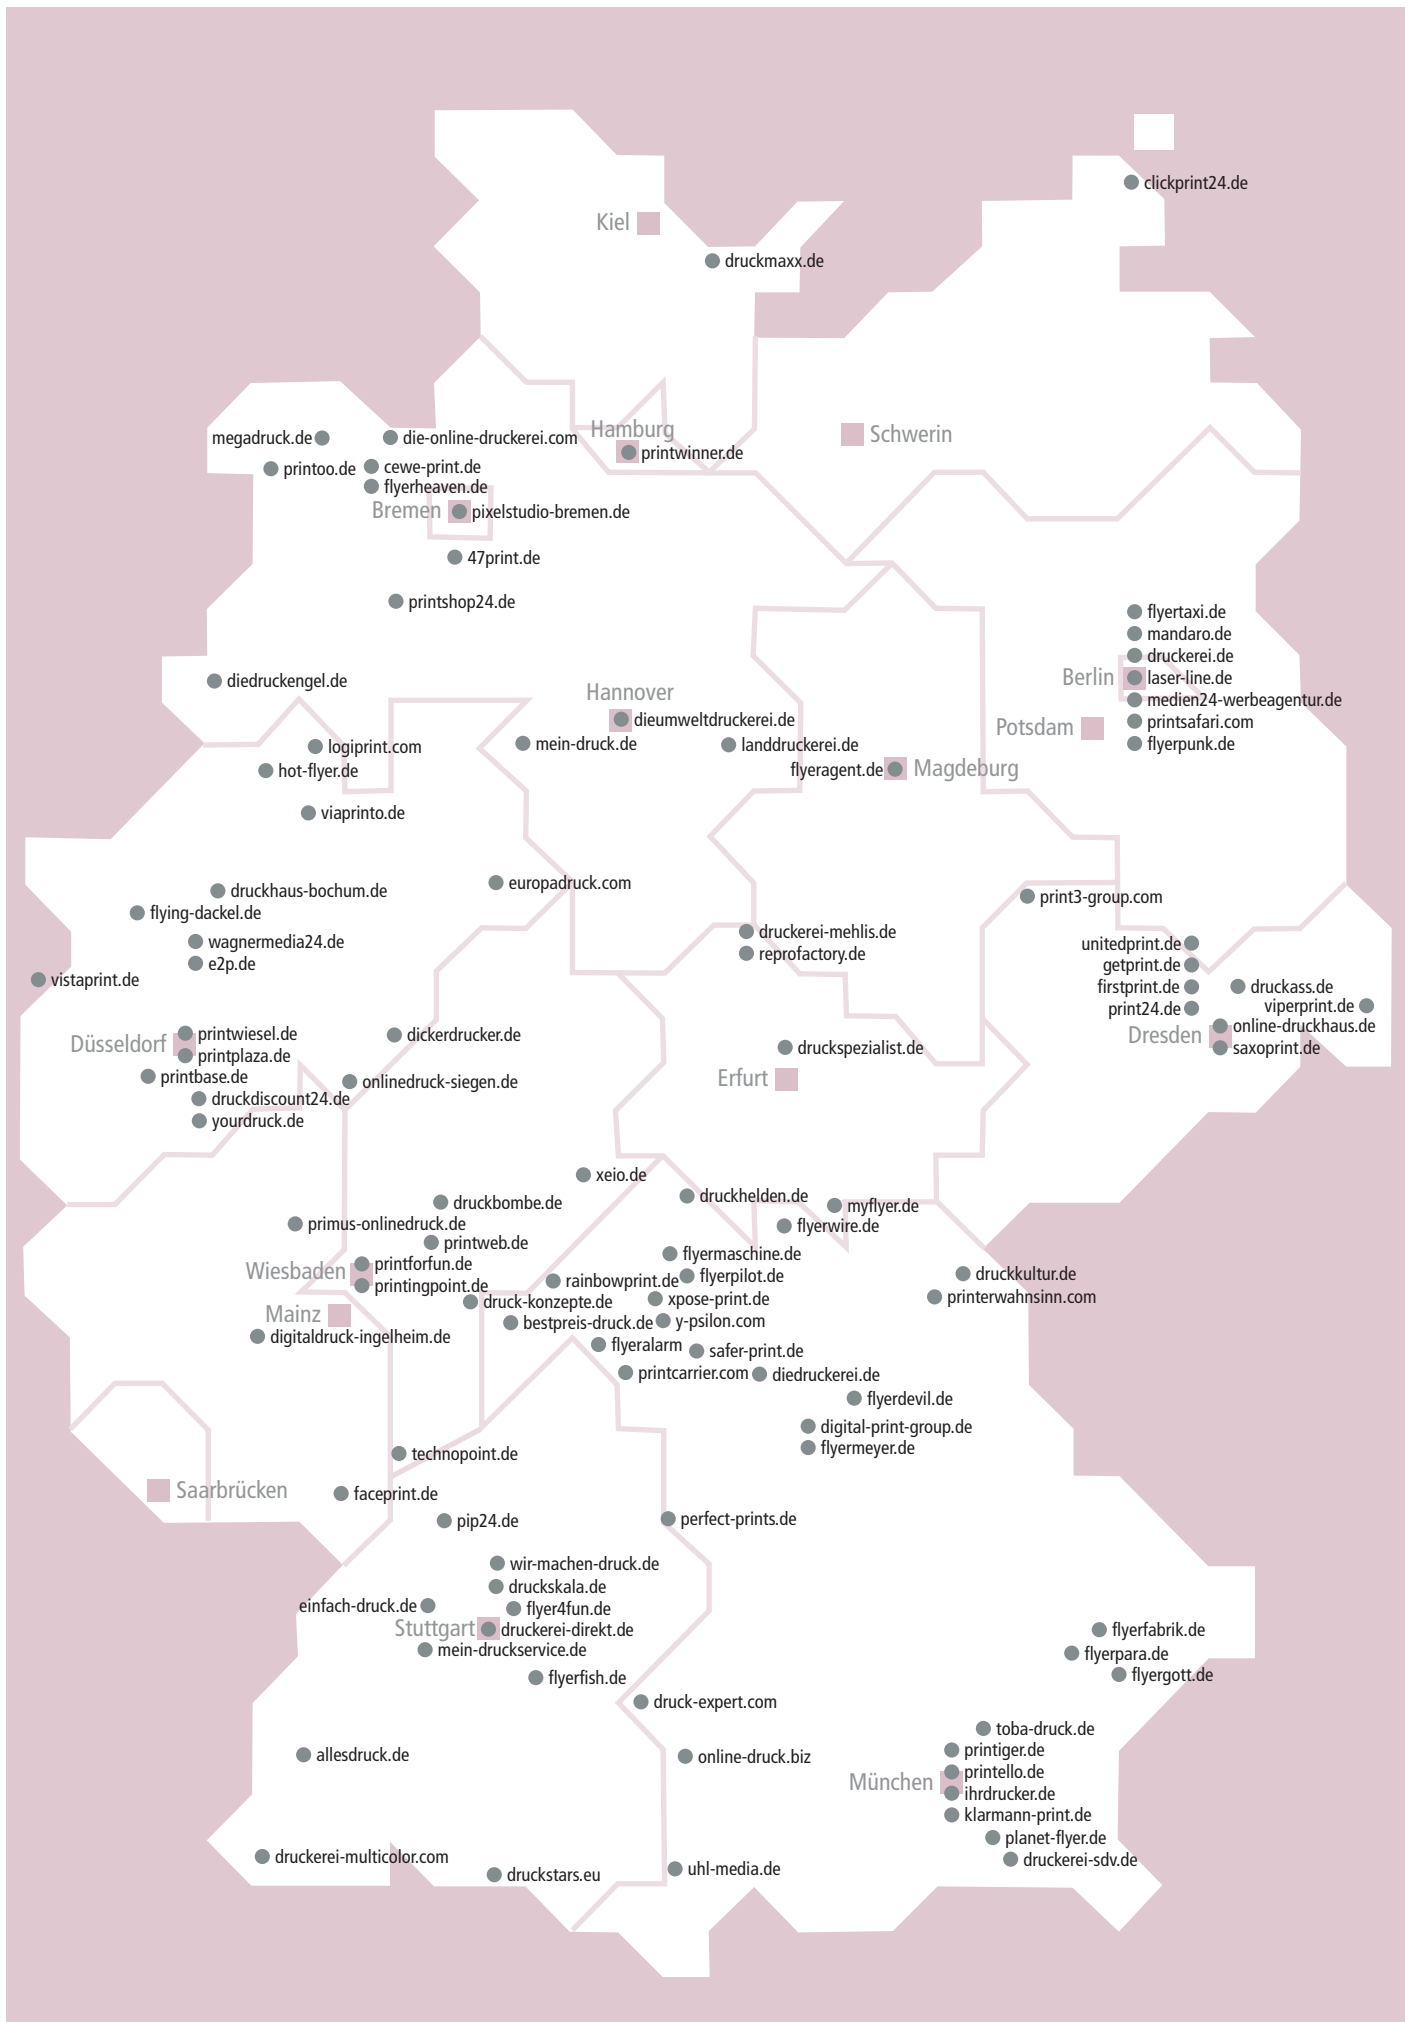 clickprint24.de
Kiel
druckmaxx.de
Hamburg
Schwerin
megadruck.de
die-online-druckerei.com
printwinner.de
printoo.de
cewe-print.de
flyerheaven.de
Bremen
pixelstudio-bremen.de
47print.de
printshop24.de
flyertaxi.de
mandaro.de
druckerei.de
Berlin
laser-line.de
diedruckengel.de
Hannover
medien24-werbeagentur.de
dieumweltdruckerei.de
printsafari.com
Potsdam
logiprint.com
mein-druck.de
landdruckerei.de
flyerpunk.de
hot-flyer.de
flyeragent.de
Magdeburg
viaprinto.de
europadruck.com
druckhaus-bochum.de
print3-group.com
flying-dackel.de
druckerei-mehlis.de
wagnermedia24.de
unitedprint.de
reprofactory.de
e2p.de
getprint.de
vistaprint.de
firstprint.de
druckass.de
viperprint.de
print24.de
printwiesel.de
dickerdrucker.de
online-druckhaus.de
Düsseldorf
Dresden
druckspezialist.de
saxoprint.de
printplaza.de
printbase.de
onlinedruck-siegen.de
Erfurt
druckdiscount24.de
yourdruck.de
xeio.de
druckhelden.de
druckbombe.de
myflyer.de
primus-onlinedruck.de
flyerwire.de
printweb.de
flyermaschine.de
printforfun.de
Wiesbaden
druckkultur.de
flyerpilot.de
rainbowprint.de
printingpoint.de
printerwahnsinn.com
xpose-print.de
druck-konzepte.de
Mainz
y-psilon.com
bestpreis-druck.de
digitaldruck-ingelheim.de
flyeralarm
safer-print.de
printcarrier.com
diedruckerei.de
flyerdevil.de
digital-print-group.de
flyermeyer.de
technopoint.de
Saarbrücken
faceprint.de
perfect-prints.de
pip24.de
wir-machen-druck.de
druckskala.de
einfach-druck.de
flyer4fun.de
Stuttgart
druckerei-direkt.de
flyerfabrik.de
mein-druckservice.de
flyerpara.de
flyergott.de
flyerfish.de
druck-expert.com
toba-druck.de
printiger.de
allesdruck.de
online-druck.biz
printello.de
München
ihrdrucker.de
klarmann-print.de
planet-flyer.de
druckerei-multicolor.com
druckerei-sdv.de
uhl-media.de
druckstars.eu